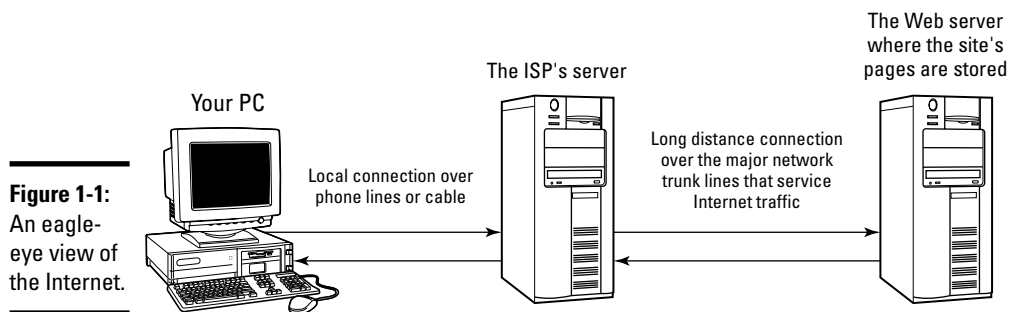 The Web server
where the site's
pages are stored
The ISP's server
Your PC
Long distance connection
over the major network
trunk lines that service
Internet traffic
Local connection over
phone lines or cable
Figure 1-1:
An eagle-
eye view of
the Internet.